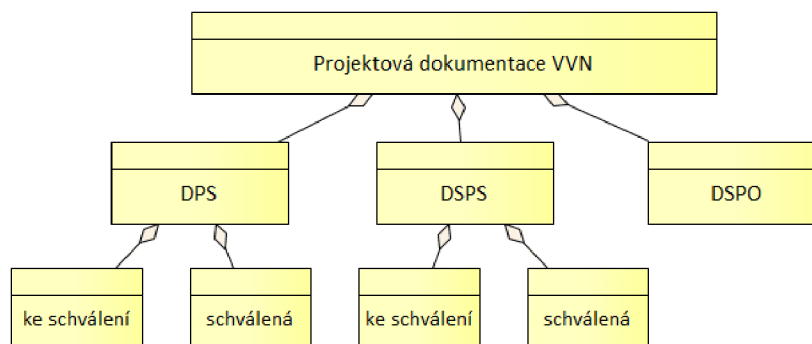 Projektová dokumentace VVN
DPS
DSPS
DSPO
ke schválení
schválená
ke schválení
schválená